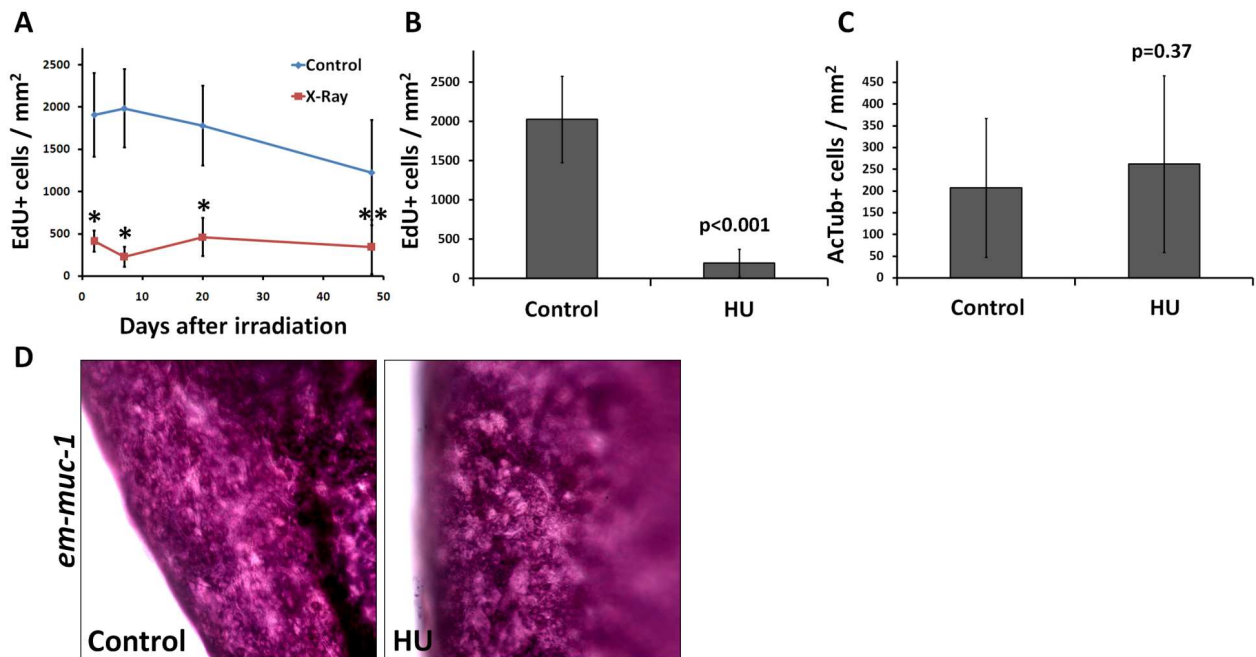 A
EdU+ cells / mm²
2500
2000
1500
1000
500
0
0 10 20 30 40 50
Days after irradiation
Control
X-Ray
*
*
*
**
B
EdU+ cells / mm²
2500
2000
1500
1000
500
0
p<0.001
Control HU
C
AcTub+ cells / mm²
450
400
350
300
250
200
150
100
50
0
p=0.37
Control HU
D
em-muc-1
Control
HU